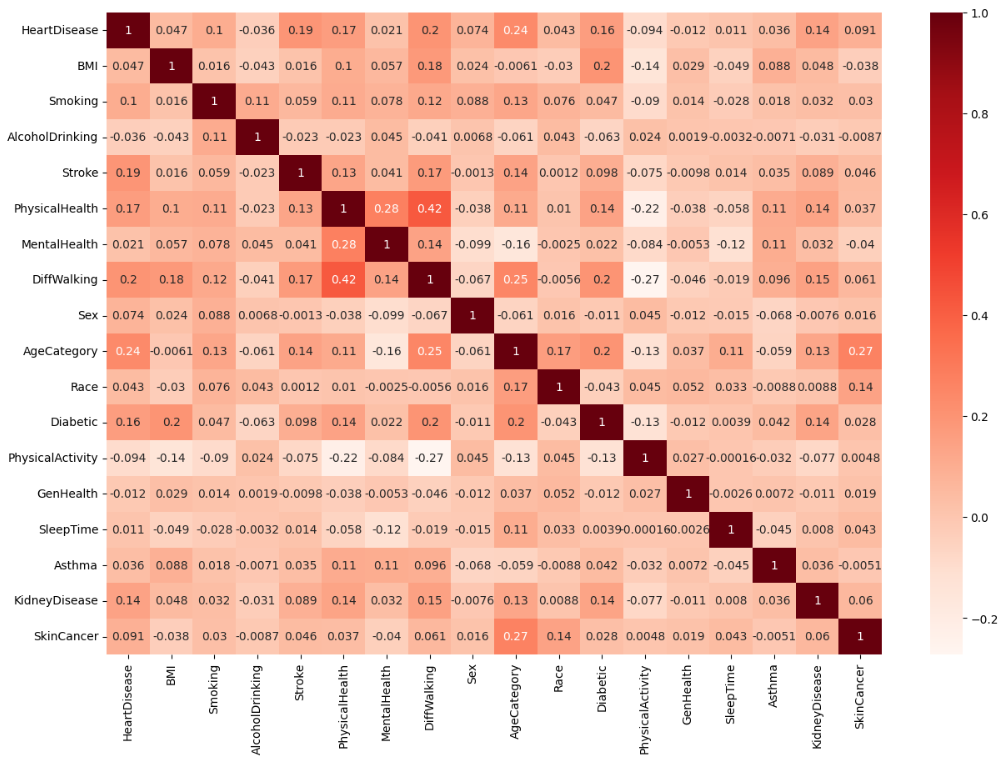 HeartDisease 1 0.047 0.1 -0.036 0.19 0.17 0.021 0.2 0.074 0.24 0.043 0.16 -0.094 -0.012 0.011 0.036 0.14 0.091
BMI 0.047 1 0.016 -0.043 0.016 0.1 0.057 0.18 0.024 -0.0061 -0.03 0.2 -0.14 0.029 -0.049 0.088 0.048 -0.038
Smoking 0.1 0.016 1 0.11 0.059 0.11 0.078 0.12 0.088 0.13 0.076 0.047 -0.09 0.014 -0.028 0.018 0.032 0.03
AlcoholDrinking -0.036 -0.043 0.11 1 -0.023 -0.023 0.045 -0.041 0.0068 -0.061 0.043 -0.063 0.024 0.0019 -0.0032 -0.0071 -0.031 -0.0087
Stroke 0.19 0.016 0.059 -0.023 1 0.13 0.041 0.17 -0.0013 0.14 0.0012 0.098 -0.075 -0.0098 0.014 0.035 0.089 0.046
PhysicalHealth 0.17 0.1 0.11 -0.023 0.13 1 0.28 0.42 -0.038 0.11 0.01 0.14 -0.22 -0.038 -0.058 0.11 0.14 0.037
MentalHealth 0.021 0.057 0.078 0.045 0.041 0.28 1 0.14 -0.099 -0.16 -0.0025 0.022 -0.084 -0.0053 -0.12 0.11 0.032 -0.04
DiffWalking 0.2 0.18 0.12 -0.041 0.17 0.42 0.14 1 -0.067 0.25 -0.0056 0.2 -0.27 -0.046 -0.019 0.096 0.15 0.061
Sex 0.074 0.024 0.088 0.0068 -0.0013 -0.038 -0.099 -0.067 1 -0.061 0.016 -0.011 0.045 -0.012 -0.015 -0.068 -0.0076 0.016
AgeCategory 0.24 -0.0061 0.13 -0.061 0.14 0.11 -0.16 0.25 -0.061 1 0.17 0.2 -0.13 0.037 0.11 -0.059 0.13 0.27
Race 0.043 -0.03 0.076 0.043 0.0012 0.01 -0.0025 -0.0056 0.016 0.17 1 -0.043 0.045 0.052 0.033 -0.0088 0.0088 0.14
Diabetic 0.16 0.2 0.047 -0.063 0.098 0.14 0.022 0.2 -0.011 0.2 -0.043 1 -0.13 -0.012 0.0039 0.042 0.14 0.028
PhysicalActivity -0.094 -0.14 -0.09 0.024 -0.075 -0.22 -0.084 -0.27 0.045 -0.13 0.045 -0.13 1 0.027 -0.00016 -0.032 -0.077 0.0048
GenHealth -0.012 0.029 0.014 0.0019 -0.0098 -0.038 -0.0053 -0.046 -0.012 0.037 0.052 -0.012 0.027 1 -0.0026 0.0072 -0.011 0.019
SleepTime 0.011 -0.049 -0.028 -0.0032 0.014 -0.058 -0.12 -0.019 -0.015 0.11 0.033 0.0039 -0.00016 -0.0026 1 -0.045 0.008 0.043
Asthma 0.036 0.088 0.018 -0.0071 0.035 0.11 0.11 0.096 -0.068 -0.059 -0.0088 0.042 -0.032 0.0072 -0.045 1 0.036 -0.0051
KidneyDisease 0.14 0.048 0.032 -0.031 0.089 0.14 0.032 0.15 -0.0076 0.13 0.0088 0.14 -0.077 -0.011 0.008 0.036 1 0.06
SkinCancer 0.091 -0.038 0.03 -0.0087 0.046 0.037 -0.04 0.061 0.016 0.27 0.14 0.028 0.0048 0.019 0.043 -0.0051 0.06 1
HeartDisease
BMI
Smoking
AlcoholDrinking
Stroke
PhysicalHealth
MentalHealth
DiffWalking
Sex
AgeCategory
Race
Diabetic
PhysicalActivity
GenHealth
SleepTime
Asthma
KidneyDisease
SkinCancer
1.0
0.8
0.6
0.4
0.2
0.0
−0.2